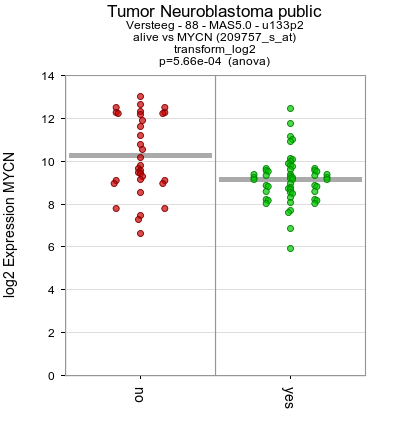 Tumor Neuroblastoma public
Versteeg - 88 - MAS5.0 - u133p2
alive vs MYCN (209757_s_at)
transform_log2
p=5.66e-04 (anova)
log2 Expression MYCN
14
12
10
8
6
4
2
0
no
yes